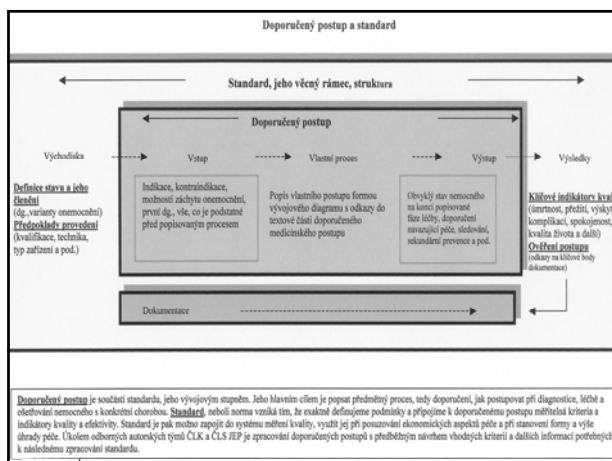 Doporučený postup a standard
Standard, jeho věcný rámec, struktura
Doporučený postup
Východiska
Vstup
Vlastní proces
Výstup
Výsledky
Definice stavu a jeho
členění
(dg.,varianty onemocnění)
Předpoklady provedení
(kvalifikace, technika,
typ zařízení a pod.)
Indikace, kontraindikace,
možností záchytu onemocnění,
první dg., vše, co je podstatné
před popisovaným procesem
Popis vlastního postupu formou
vývojového diagramu s odkazy do
textové části doporučeného
medicínského postupu
Obvyklý stav nemocného
na konci popisované
fáze léčby, doporučení
navazující péče, sledování,
sekundární prevence a pod.
Klíčové indikátory kval
(úmrtnost, přežití, výskyt
komplikací, spokojenost,
kvalita života a další)
Ověření postupu
(odkazy na klíčové body
dokumentace)
Dokumentace
Doporučený postup je součástí standardu, jeho vývojovým stupněm. Jeho hlavním cílem je popsat předmětný proces, tedy doporučení, jak postupovat při diagnostice, léčbě a
ošetřování nemocného s konkrétní chorobou. Standard, neboli norma vzniká tím, že exaktně definujeme podmínky a připojíme k doporučenému postupu měřitelná kriteria a
indikátory kvality a efektivity. Standard je pak možno zapojit do systému měření kvality, využít jej při posuzování ekonomických aspektů péče a při stanovení formy a výše
úhrady péče. Úkolem odborných autorských týmů ČLK a ČLS JEP je zpracování doporučených postupů s předběžným návrhem vhodných kriterií a dalších informací potřebných
k následnému zpracování standardu.